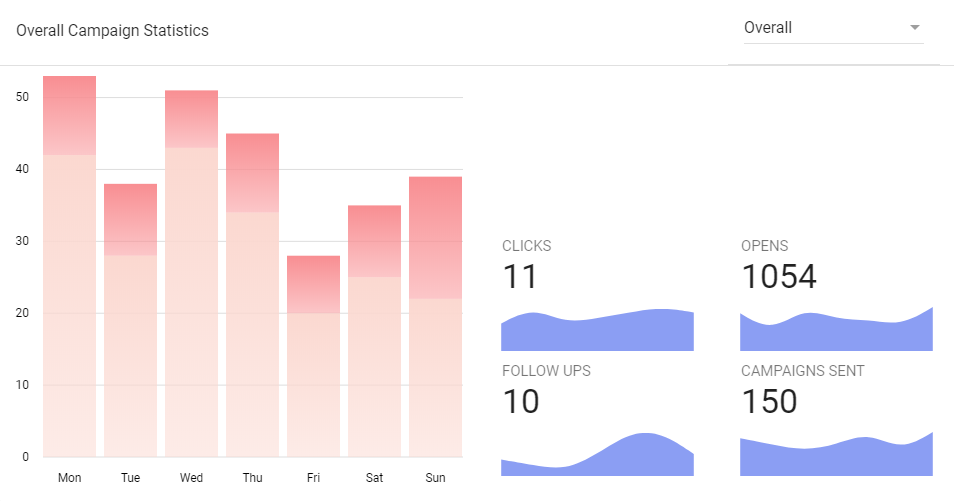 Overall Campaign Statistics
Overall
50
40
30
20
10
0
Mon Tue Wed Thu Fri Sat Sun
CLICKS
11
OPENS
1054
FOLLOW UPS
10
CAMPAIGNS SENT
150